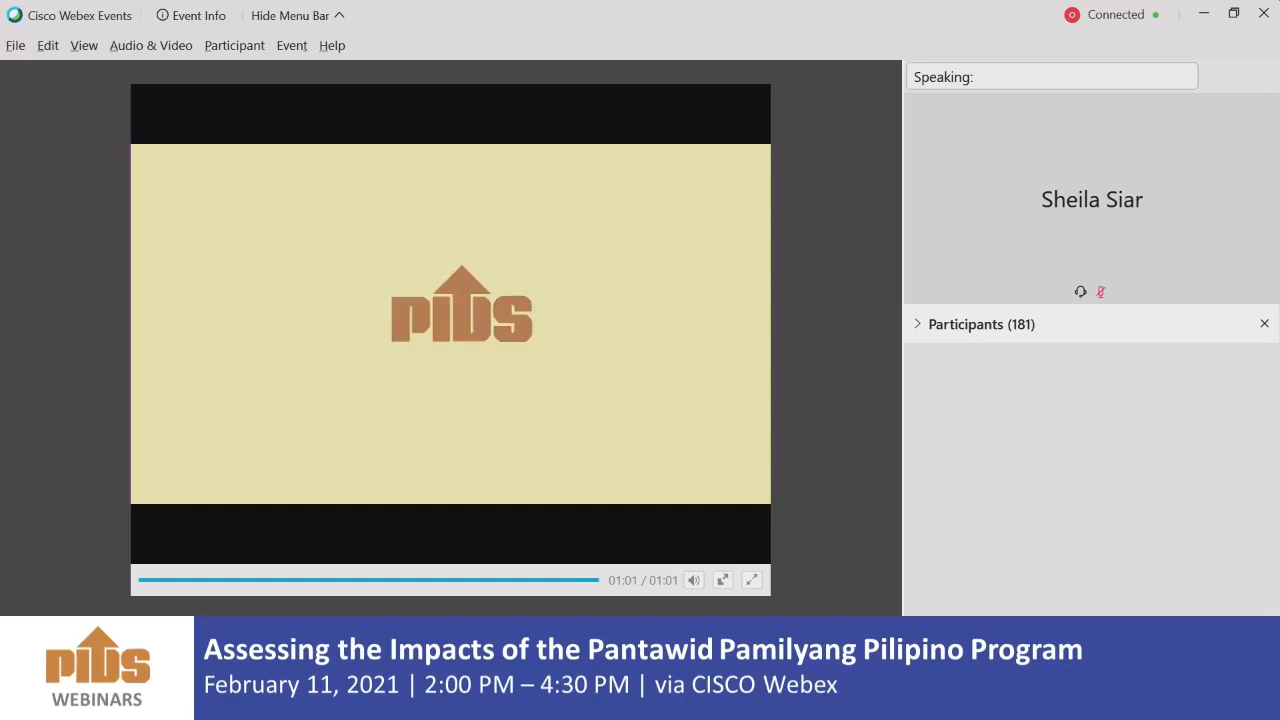 Cisco Webex Events
Event Info
Hide Menu Bar
Connected
File Edit View Audio & Video Participant Event Help
Speaking:
Sheila Siar
PIDS
Participants (181)
01:01 / 01:01
PIDS
WEBINARS
Assessing the Impacts of the Pantawid Pamilyang Pilipino Program
February 11, 2021 | 2:00 PM – 4:30 PM | via CISCO Webex